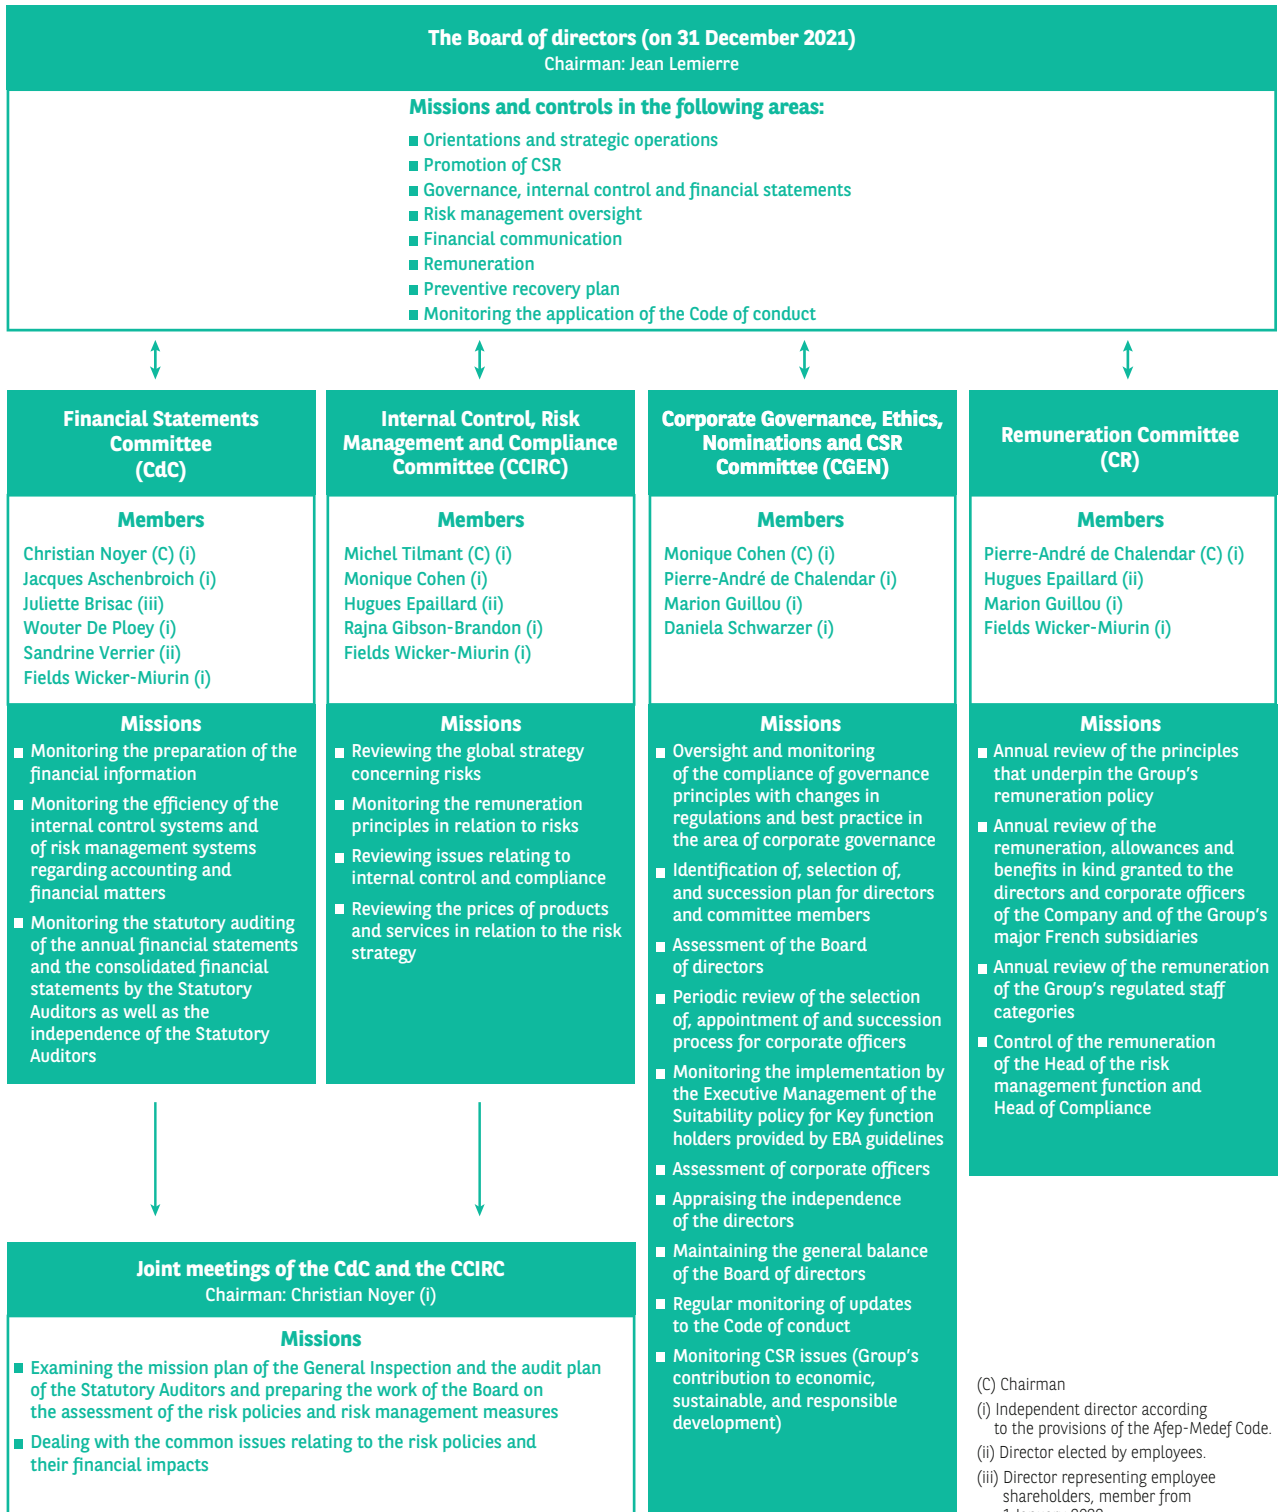 The Board of directors (on 31 December 2021)
Chairman: Jean Lemierre
Missions and controls in the following areas:
■ Orientations and strategic operations
■ Promotion of CSR
■ Governance, internal control and financial statements
■ Risk management oversight
■ Financial communication
■ Remuneration
■ Preventive recovery plan
■ Monitoring the application of the Code of conduct
Financial Statements
Committee
(CdC)
Members
Christian Noyer (C) (i)
Jacques Aschenbroich (i)
Juliette Brisac (iii)
Wouter De Ploey (i)
Sandrine Verrier (ii)
Fields Wicker-Miurin (i)
Missions
■ Monitoring the preparation of the
financial information
■ Monitoring the efficiency of the
internal control systems and
of risk management systems
regarding accounting and
financial matters
■ Monitoring the statutory auditing
of the annual financial statements
and the consolidated financial
statements by the Statutory
Auditors as well as the
independence of the Statutory
Auditors
Internal Control, Risk
Management and Compliance
Committee (CCIRC)
Members
Michel Tilmant (C) (i)
Monique Cohen (i)
Hugues Epaillard (ii)
Rajna Gibson-Brandon (i)
Fields Wicker-Miurin (i)
Missions
■ Reviewing the global strategy
concerning risks
■ Monitoring the remuneration
principles in relation to risks
■ Reviewing issues relating to
internal control and compliance
■ Reviewing the prices of products
and services in relation to the risk
strategy
Corporate Governance, Ethics,
Nominations and CSR
Committee (CGEN)
Members
Monique Cohen (C) (i)
Pierre-André de Chalendar (i)
Marion Guillou (i)
Daniela Schwarzer (i)
Missions
■ Oversight and monitoring
of the compliance of governance
principles with changes in
regulations and best practice in
the area of corporate governance
■ Identification of, selection of,
and succession plan for directors
and committee members
■ Assessment of the Board
of directors
■ Periodic review of the selection
of, appointment of and succession
process for corporate officers
■ Monitoring the implementation by
the Executive Management of the
Suitability policy for Key function
holders provided by EBA guidelines
■ Assessment of corporate officers
■ Appraising the independence
of the directors
■ Maintaining the general balance
of the Board of directors
■ Regular monitoring of updates
to the Code of conduct
■ Monitoring CSR issues (Group's
contribution to economic,
sustainable, and responsible
development)
Remuneration Committee
(CR)
Members
Pierre-André de Chalendar (C) (i)
Hugues Epaillard (ii)
Marion Guillou (i)
Fields Wicker-Miurin (i)
Missions
■ Annual review of the principles
that underpin the Group's
remuneration policy
■ Annual review of the
remuneration, allowances and
benefits in kind granted to the
directors and corporate officers
of the Company and of the Group's
major French subsidiaries
■ Annual review of the remuneration
of the Group's regulated staff
categories
■ Control of the remuneration
of the Head of the risk
management function and
Head of Compliance
Joint meetings of the CdC and the CCIRC
Chairman: Christian Noyer (i)
Missions
■ Examining the mission plan of the General Inspection and the audit plan
of the Statutory Auditors and preparing the work of the Board on
the assessment of the risk policies and risk management measures
■ Dealing with the common issues relating to the risk policies and
their financial impacts
(C) Chairman
(i) Independent director according
to the provisions of the Afep-Medef Code.
(ii) Director elected by employees.
(iii) Director representing employee
shareholders, member from